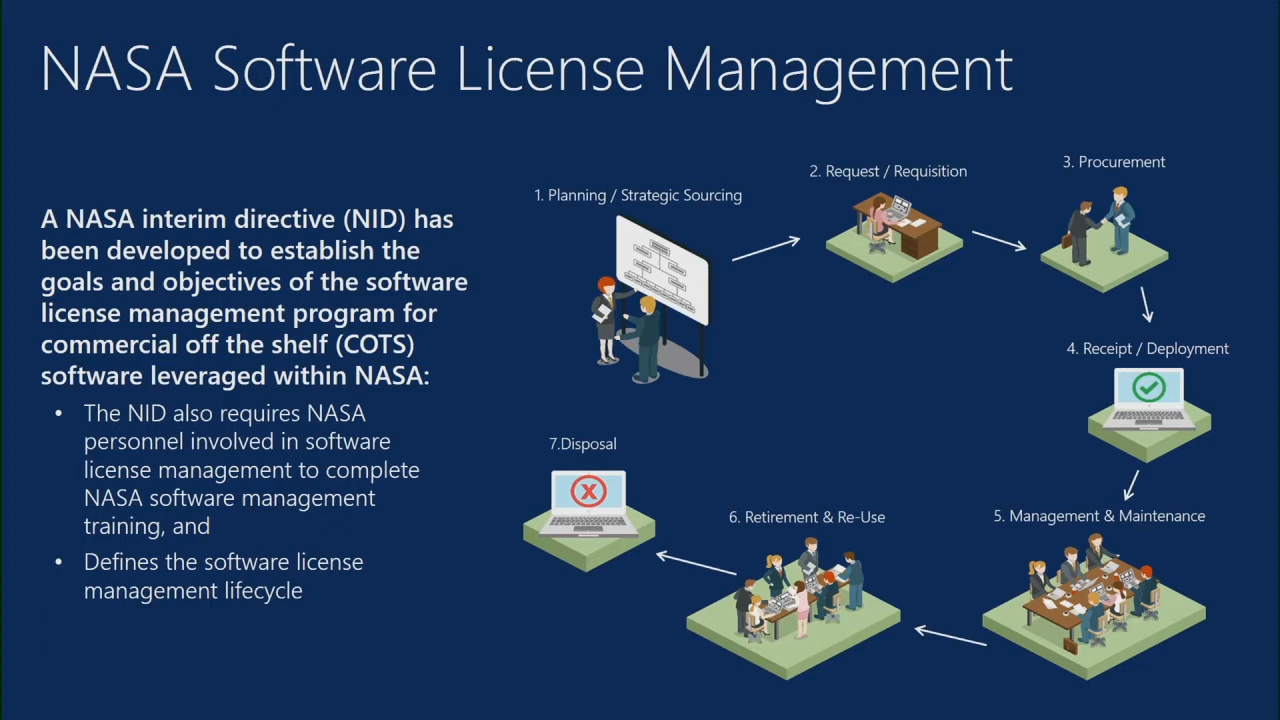 NASA Software License Management
A NASA interim directive (NID) has
been developed to establish the
goals and objectives of the software
license management program for
commercial off the shelf (COTS)
software leveraged within NASA:
• The NID also requires NASA
personnel involved in software
license management to complete
NASA software management
training, and
• Defines the software license
management lifecycle
1. Planning / Strategic Sourcing
2. Request / Requisition
3. Procurement
4. Receipt / Deployment
5. Management & Maintenance
6. Retirement & Re-Use
7.Disposal